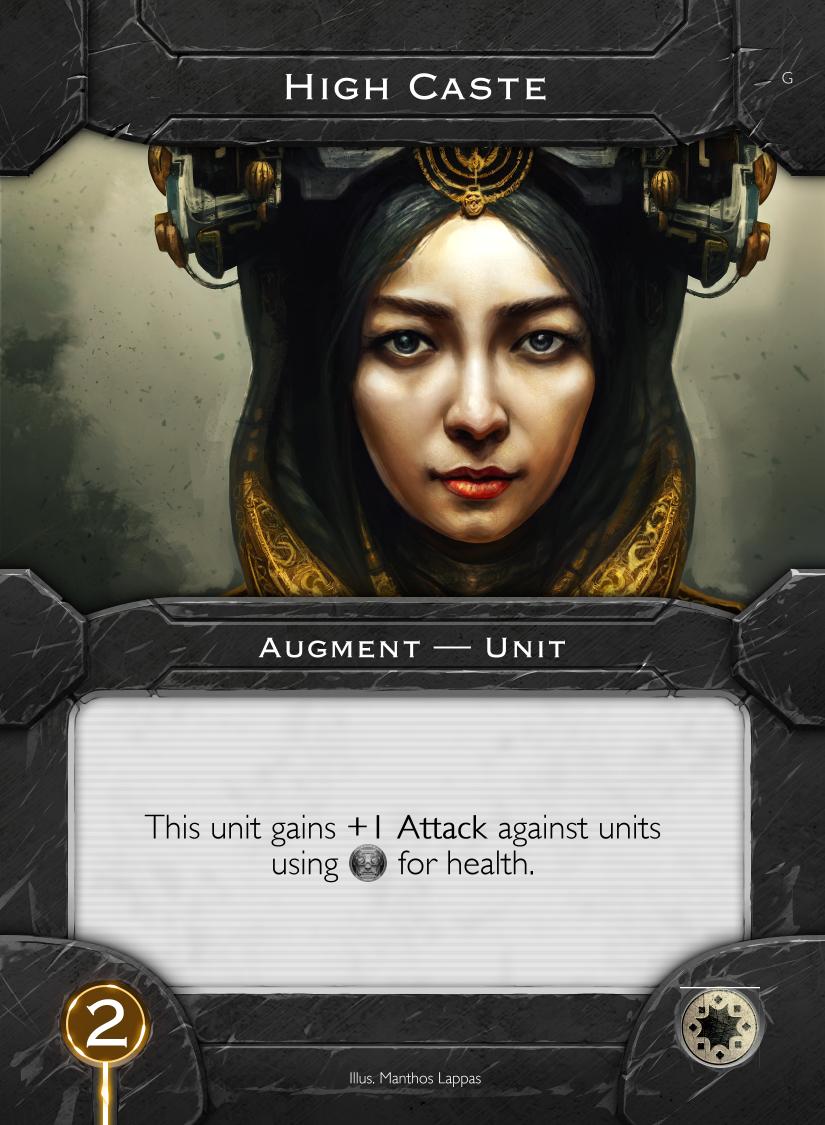 High Caste
G
Augment — Unit
This unit gains +1 Attack against units
using for health.
2
Illus. Manthos Lappas